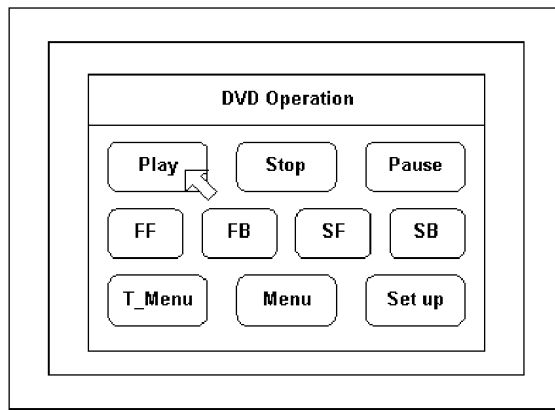 DVD Operation
Play Stop Pause
FF FB SF SB
T_Menu Menu Set up